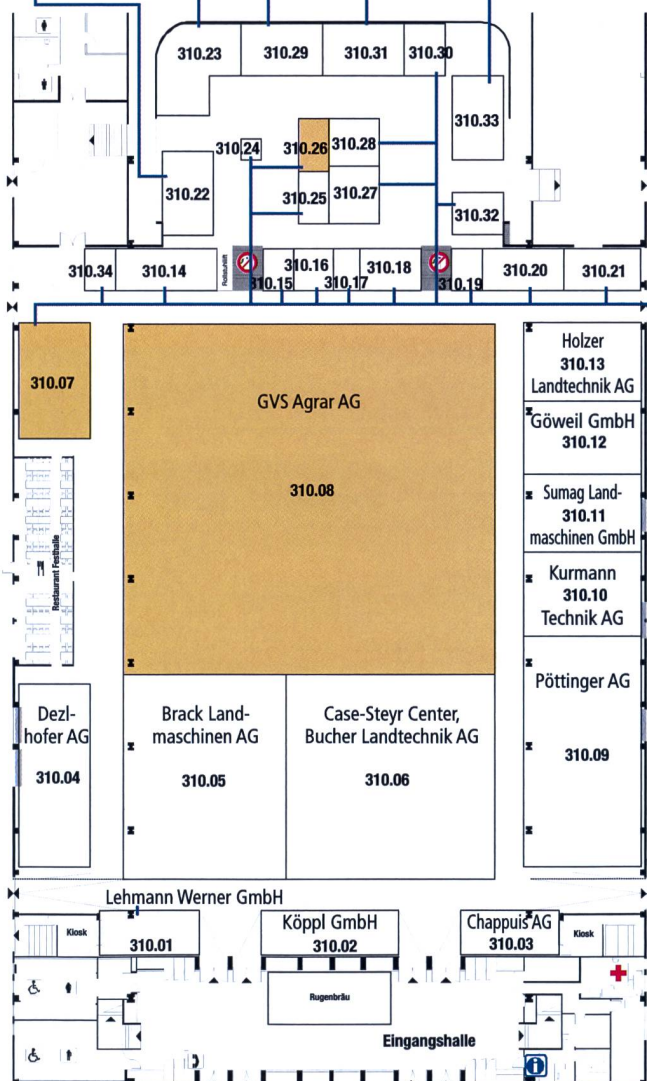 310.23
310.29
310.31
310.30
310.33
310.24
310.26
310.28
310.22
310.25
310.27
310.32
310.34
310.14
Rollstuhllift
310.15
310.16
310.17
310.18
310.19
310.20
310.21
310.07
GVS Agrar AG
310.08
Holzer
310.13
Landtechnik AG
Göweil GmbH
310.12
Sumag Land-
310.11
maschinen GmbH
Kurmann
310.10
Technik AG
Restaurant Festhalle
Dezl-
hofer AG
310.04
Brack Land-
maschinen AG
310.05
Case-Steyr Center,
Bucher Landtechnik AG
310.06
Pöttinger AG
310.09
Lehmann Werner GmbH
Kiosk
310.01
Köppl GmbH
310.02
Chappuis AG
310.03
Kiosk
Rugenbräu
Eingangshalle
i